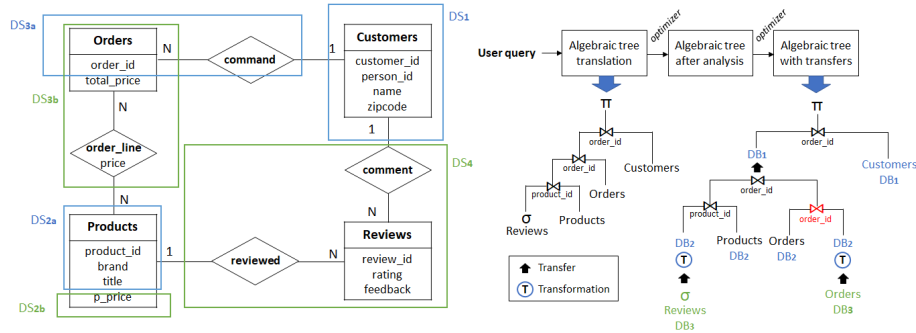 DS3a
DS1
Orders
order_id
total_price
N
command
1
Customers
customer_id
person_id
name
zipcode
DS3b
N
order_line
price
N
1
comment
N
DS4
DS2a
Products
product_id
brand
title
p_price
DS2b
1
reviewed
N
Reviews
review_id
rating
feedback
User query
Algebraic tree
translation
optimizer
Algebraic tree
after analysis
optimizer
Algebraic tree
with transfers
π
order_id
order_id
Customers
product_id
Orders
σ
Reviews
Products
Transfer
T Transformation
π
order_id
DB1
Customers
DB1
order_id
product_id
order_id
DB2
T
σ
Reviews
DB3
Products
DB2
Orders
DB2
DB2
T
Orders
DB3